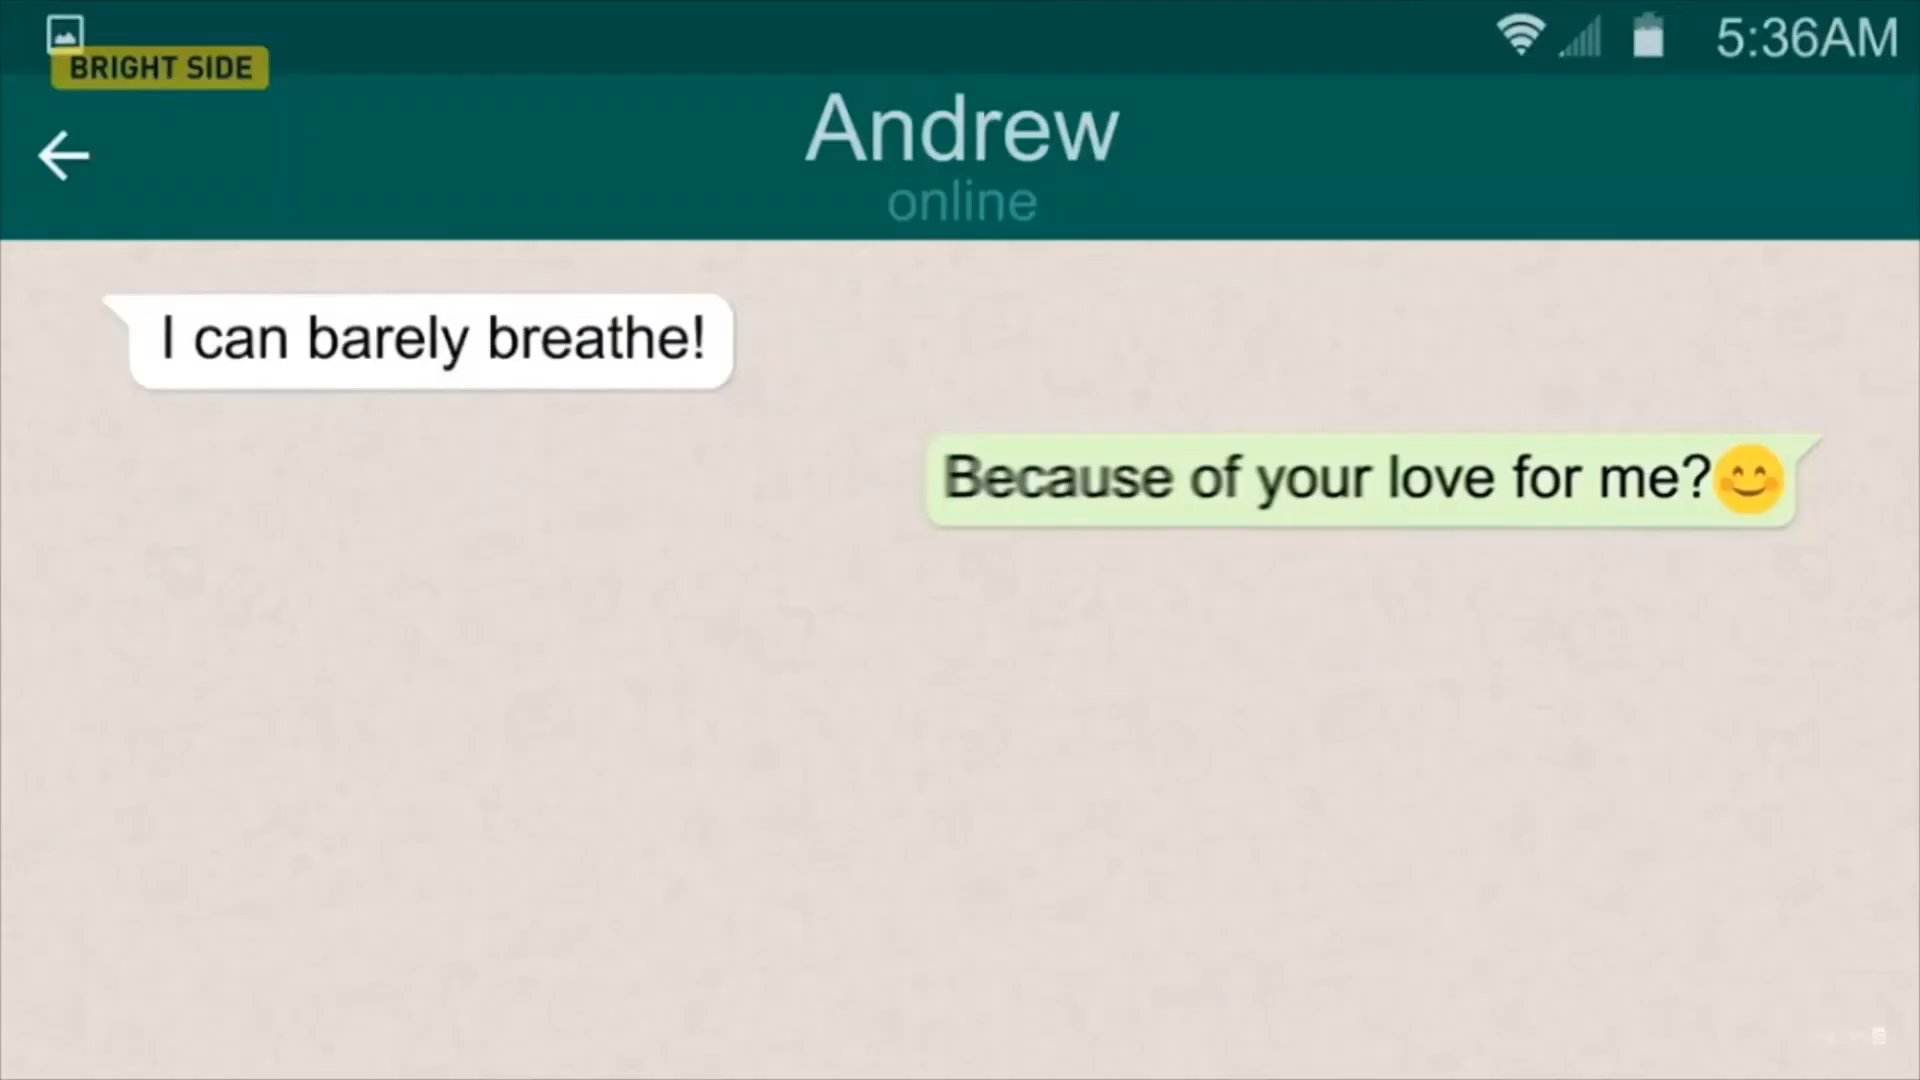 BRIGHT SIDE
5:36AM
Andrew
online
I can barely breathe!
Because of your love for me?😊